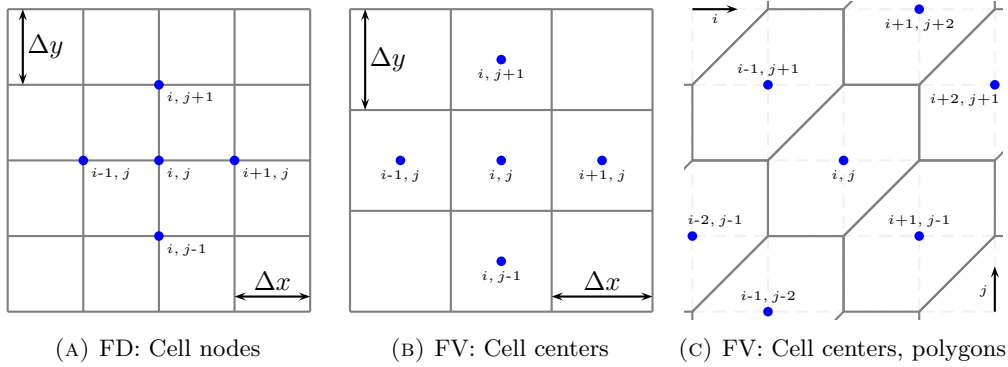 Δy
i, j+1
i-1, j
i, j
i+1, j
i, j-1
Δx
(A) FD: Cell nodes
Δy
i, j+1
i-1, j
i, j
i+1, j
i, j-1
Δx
(B) FV: Cell centers
i
i+1, j+2
i-1, j+1
i+2, j+1
i, j
i-2, j-1
i+1, j-1
i-1, j-2
j
(C) FV: Cell centers, polygons